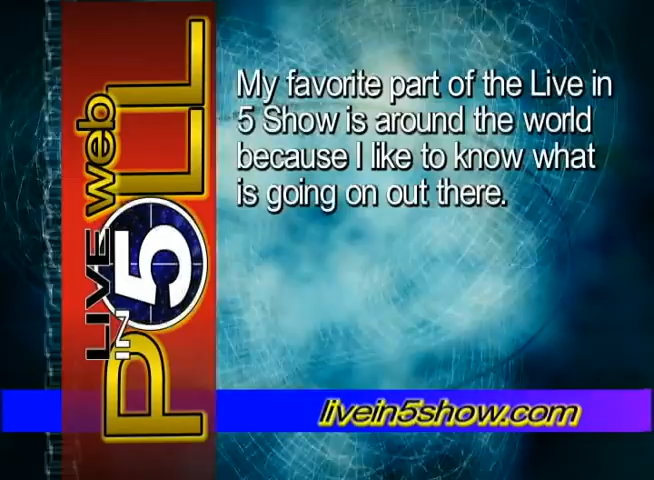 My favorite part of the Live in
5 Show is around the world
because I like to know what
is going on out there.
web
POLL
LIVE
IN
5
livein5show.com